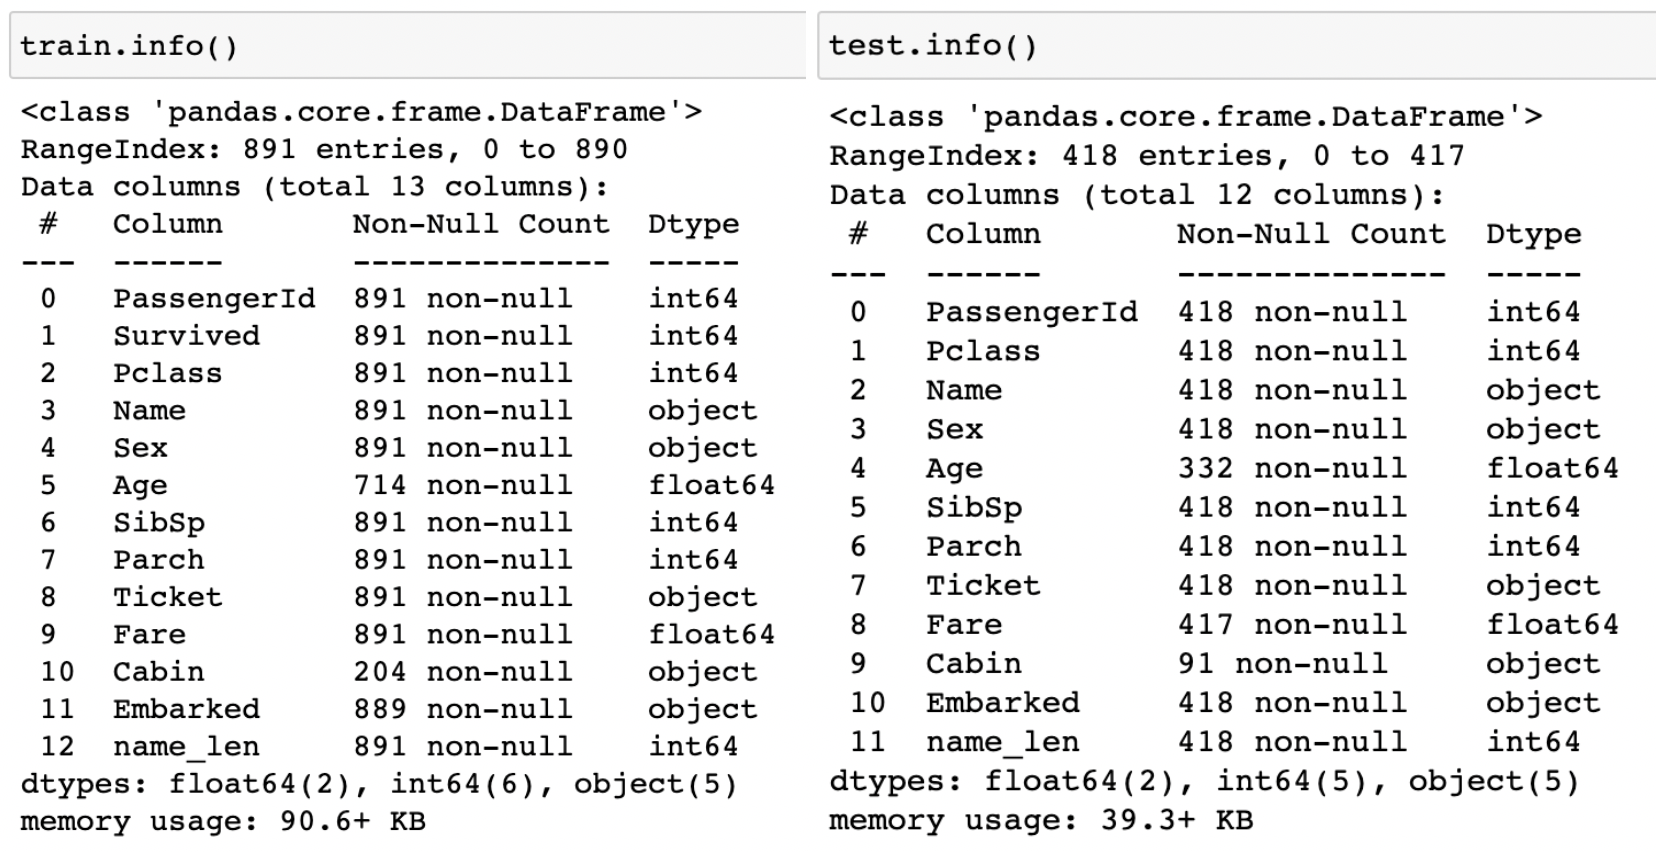 train.info()
<class 'pandas.core.frame.DataFrame'>
RangeIndex: 891 entries, 0 to 890
Data columns (total 13 columns):
 #   Column       Non-Null Count  Dtype
---  ------       --------------  -----
 0   PassengerId  891 non-null    int64
 1   Survived     891 non-null    int64
 2   Pclass       891 non-null    int64
 3   Name         891 non-null    object
 4   Sex          891 non-null    object
 5   Age          714 non-null    float64
 6   SibSp        891 non-null    int64
 7   Parch        891 non-null    int64
 8   Ticket       891 non-null    object
 9   Fare         891 non-null    float64
 10  Cabin        204 non-null    object
 11  Embarked     889 non-null    object
 12  name_len     891 non-null    int64
dtypes: float64(2), int64(6), object(5)
memory usage: 90.6+ KB
test.info()
<class 'pandas.core.frame.DataFrame'>
RangeIndex: 418 entries, 0 to 417
Data columns (total 12 columns):
 #   Column       Non-Null Count  Dtype
---  ------       --------------  -----
 0   PassengerId  418 non-null    int64
 1   Pclass       418 non-null    int64
 2   Name         418 non-null    object
 3   Sex          418 non-null    object
 4   Age          332 non-null    float64
 5   SibSp        418 non-null    int64
 6   Parch        418 non-null    int64
 7   Ticket       418 non-null    object
 8   Fare         417 non-null    float64
 9   Cabin        91 non-null     object
 10  Embarked     418 non-null    object
 11  name_len     418 non-null    int64
dtypes: float64(2), int64(5), object(5)
memory usage: 39.3+ KB